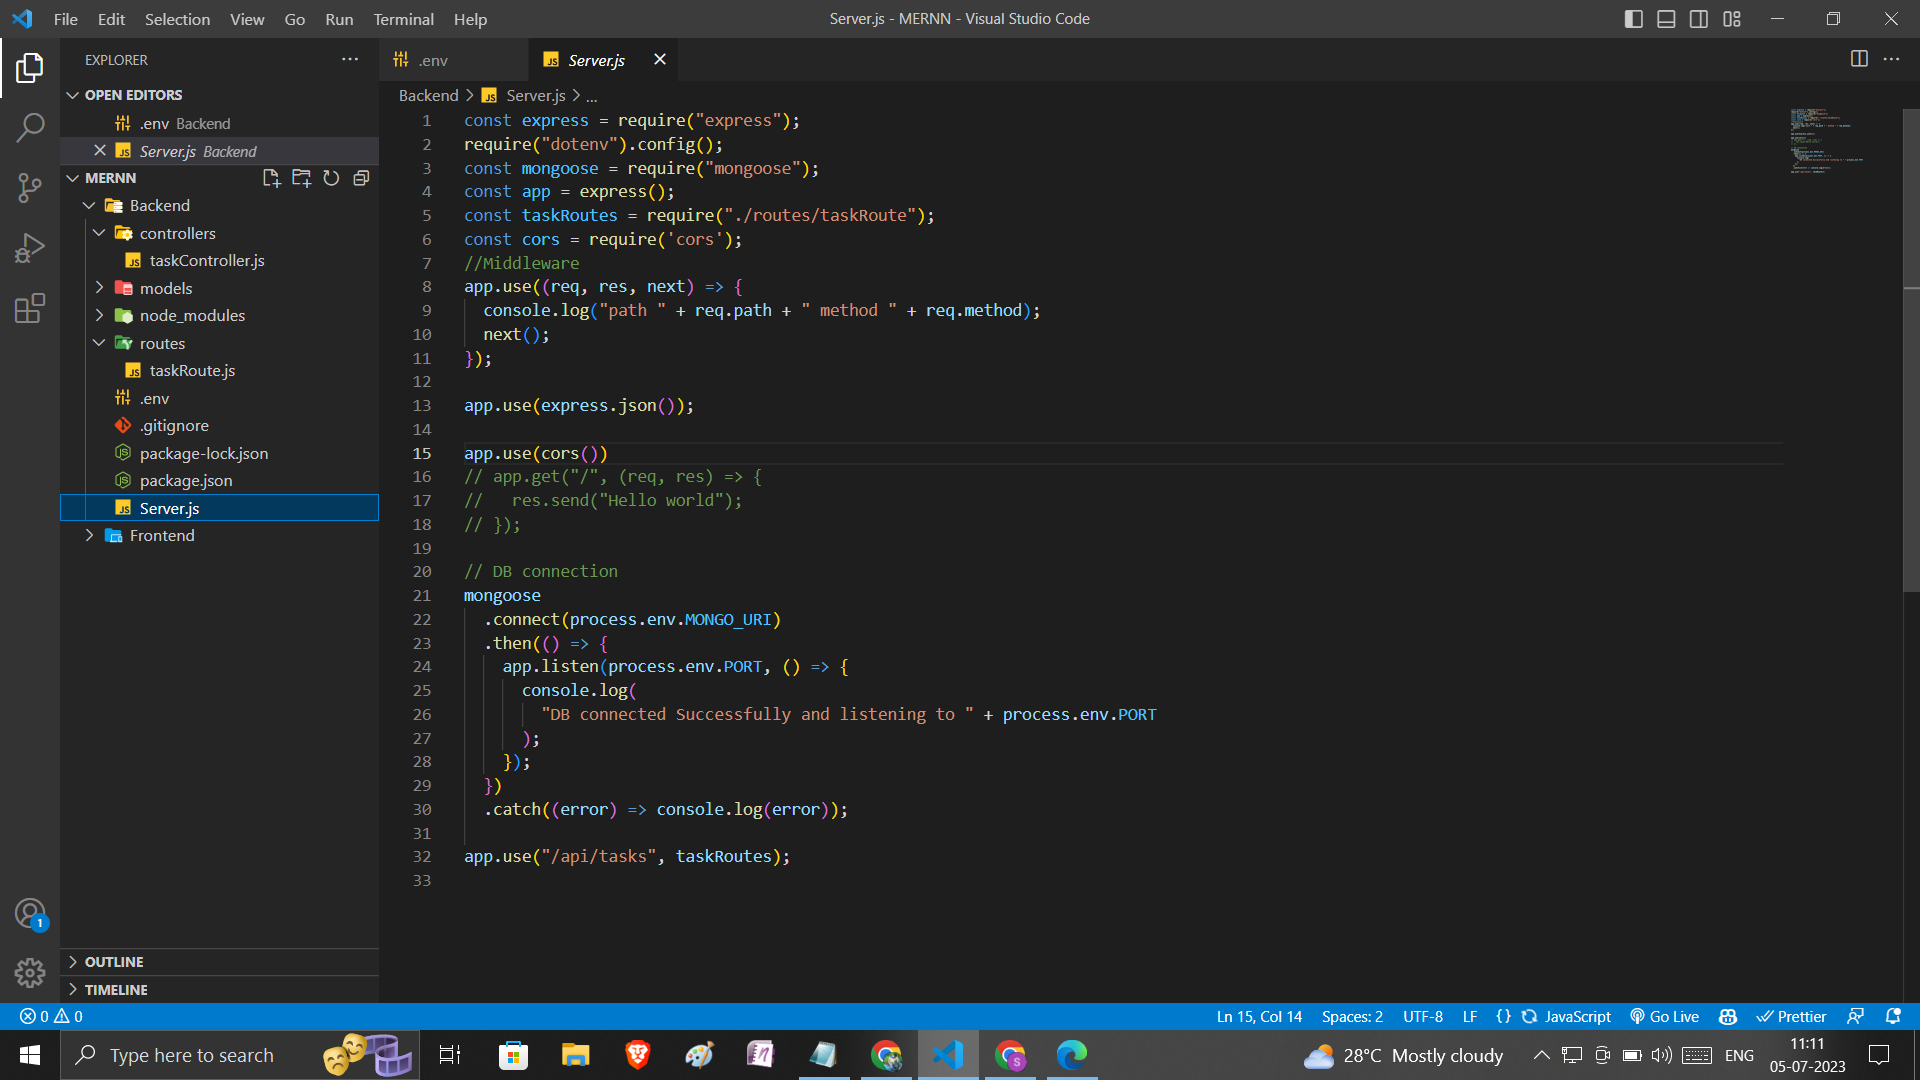 File Edit Selection View Go Run Terminal Help
Server.js - MERNN - Visual Studio Code
EXPLORER
OPEN EDITORS
.env Backend
Server.js Backend
MERNN
Backend
controllers
taskController.js
models
node_modules
routes
taskRoute.js
.env
.gitignore
package-lock.json
package.json
Server.js
Frontend
OUTLINE
TIMELINE
.env
Server.js
Backend > Server.js > ...
1 const express = require("express");
2 require("dotenv").config();
3 const mongoose = require("mongoose");
4 const app = express();
5 const taskRoutes = require("./routes/taskRoute");
6 const cors = require('cors');
7 //Middleware
8 app.use((req, res, next) => {
9 console.log("path " + req.path + " method " + req.method);
10 next();
11 });
12
13 app.use(express.json());
14
15 app.use(cors())
16 // app.get("/", (req, res) => {
17 //   res.send("Hello world");
18 // });
19
20 // DB connection
21 mongoose
22 .connect(process.env.MONGO_URI)
23 .then(() => {
24 app.listen(process.env.PORT, () => {
25 console.log(
26 "DB connected Successfully and listening to " + process.env.PORT
27 );
28 });
29 })
30 .catch((error) => console.log(error));
31
32 app.use("/api/tasks", taskRoutes);
33
1
0 0
Ln 15, Col 14 Spaces: 2 UTF-8 LF {} JavaScript Go Live Prettier
Type here to search
28°C Mostly cloudy
ENG
11:11
05-07-2023